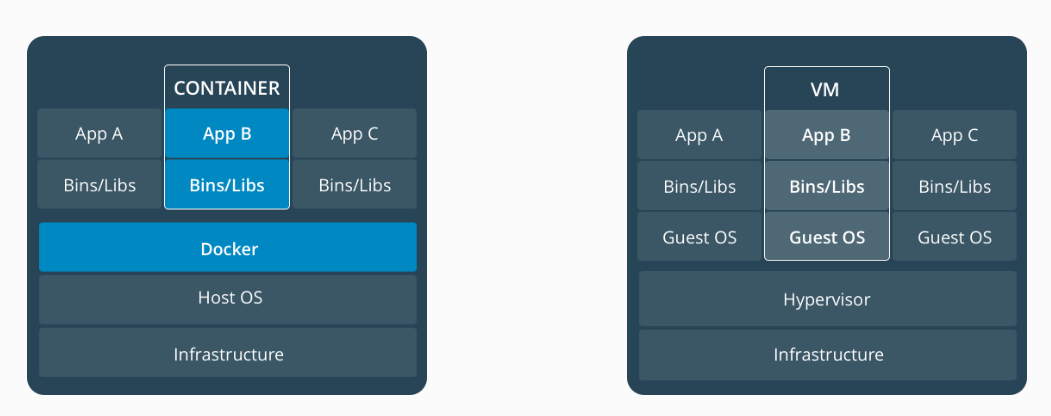 CONTAINER
App A
App B
App C
Bins/Libs
Bins/Libs
Bins/Libs
Docker
Host OS
Infrastructure
VM
App A
App B
App C
Bins/Libs
Bins/Libs
Bins/Libs
Guest OS
Guest OS
Guest OS
Hypervisor
Infrastructure